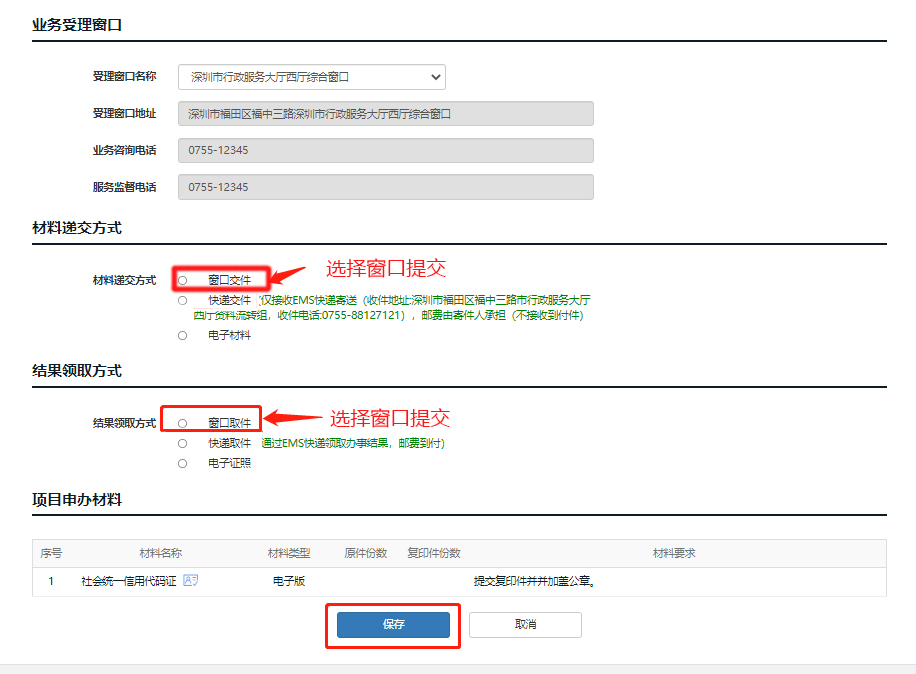 业务受理窗口
受理窗口名称 深圳市行政服务大厅西厅综合窗口
受理窗口地址 深圳市福田区福中三路深圳市行政服务大厅西厅综合窗口
业务咨询电话 0755-12345
服务监督电话 0755-12345
材料递交方式
选择窗口提交
材料递交方式 窗口交件
快递交件 (仅接收EMS快递寄送（收件地址:深圳市福田区福中三路市行政服务大厅
西厅资料流转组，收件电话:0755-88127121），邮费由寄件人承担（不接收到付件）
电子材料
结果领取方式
选择窗口提交
结果领取方式 窗口取件
快递取件 通过EMS快递领取办事结果，邮费到付）
电子证照
项目申办材料
序号 材料名称 材料类型 原件份数 复印件份数 材料要求
1 社会统一信用代码证 电子版 提交复印件并并加盖公章。
保存 取消